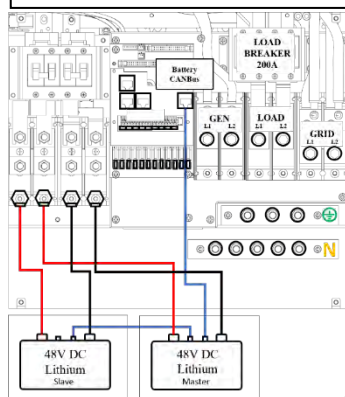 LOAD
BREAKER
200A
Battery
CANBus
GEN
L1 L2
LOAD
L1 L2
GRID
L1 L2
N
48V DC
Lithium
Slave
48V DC
Lithium
Master